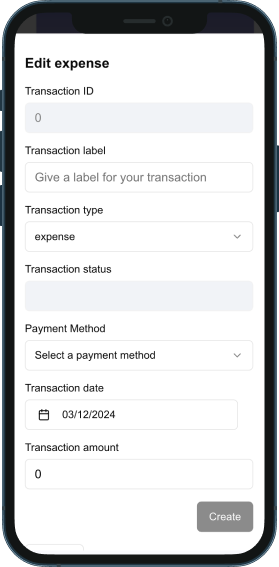 Edit expense
Transaction ID
0
Transaction label
Give a label for your transaction
Transaction type
expense
Transaction status
Payment Method
Select a payment method
Transaction date
03/12/2024
Transaction amount
0
Create